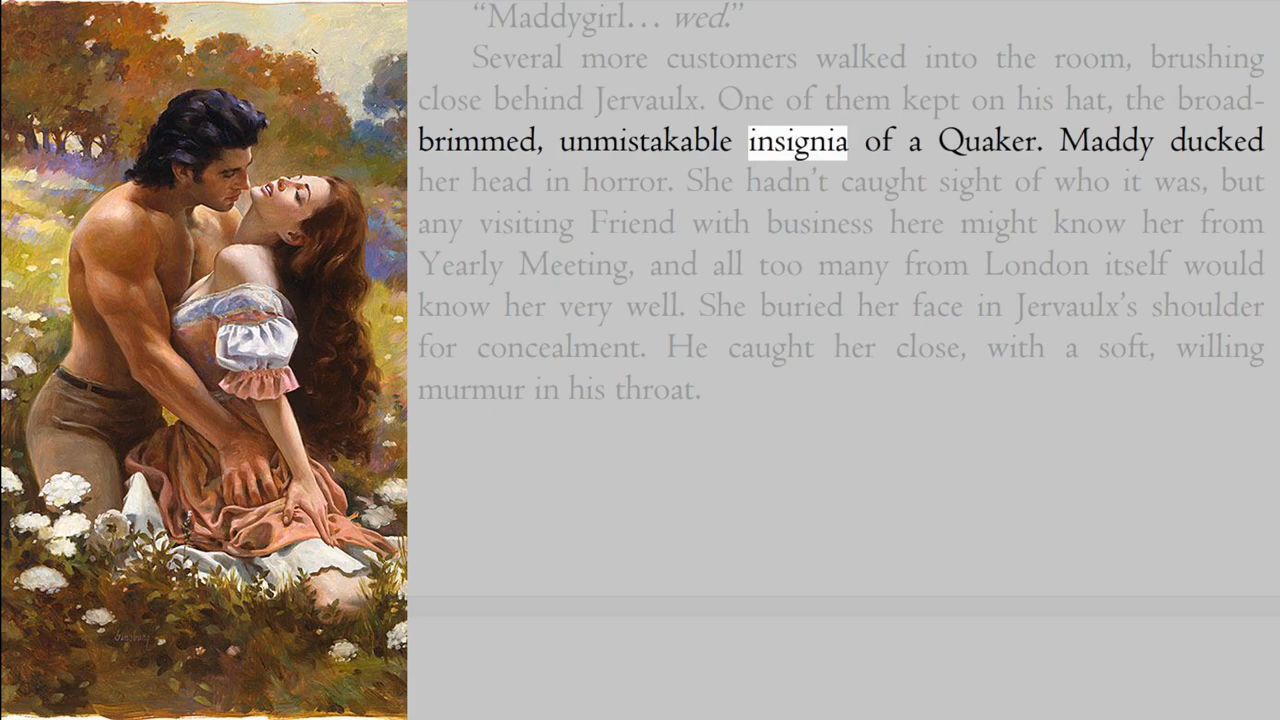 “Maddygirl… wed.”
Several more customers walked into the room, brushing
close behind Jervaulx. One of them kept on his hat, the broad-
brimmed, unmistakable insignia of a Quaker. Maddy ducked
her head in horror. She hadn’t caught sight of who it was, but
any visiting Friend with business here might know her from
Yearly Meeting, and all too many from London itself would
know her very well. She buried her face in Jervaulx’s shoulder
for concealment. He caught her close, with a soft, willing
murmur in his throat.